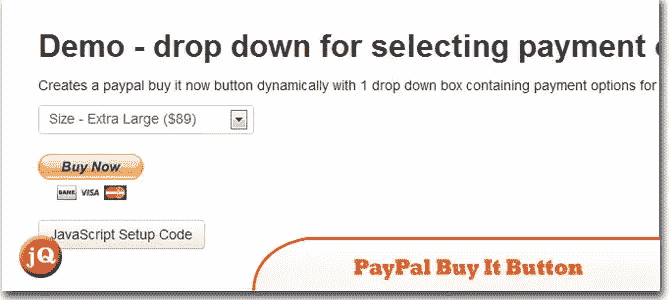 Demo - drop down for selecting payment
Creates a paypal buy it now button dynamically with 1 drop down box containing payment options for
Size - Extra Large ($89)
Buy Now
BANK VISA
JavaScript Setup Code
jQ
PayPal Buy It Button